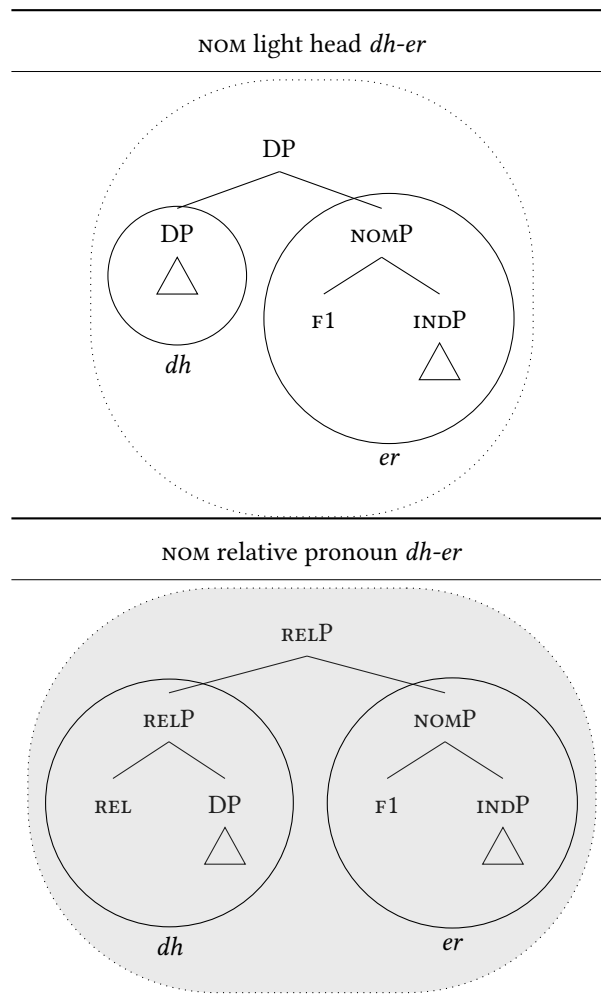 NOM light head dh-er
DP
DP NOMP
F1 INDP
dh
er
NOM relative pronoun dh-er
RELP
RELP NOMP
REL DP F1 INDP
dh er